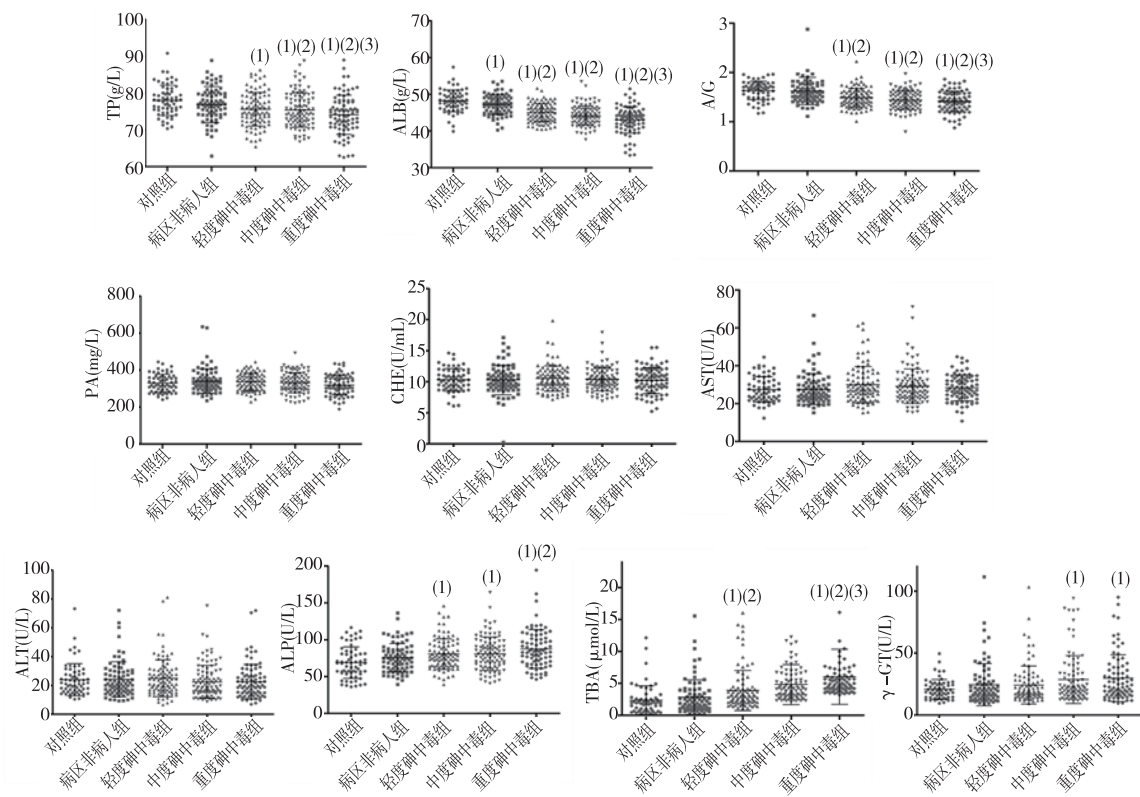 TP(g/L)
100
90
80
70
60
(1)
(1)(2)
(1)(2)(3)
对照组
病区非病人组
轻度砷中毒组
中度砷中毒组
重度砷中毒组
ALB(g/L)
70
60
50
40
30
(1)
(1)(2)
(1)(2)
(1)(2)(3)
对照组
病区非病人组
轻度砷中毒组
中度砷中毒组
重度砷中毒组
A/G
3
2
1
0
(1)(2)
(1)(2)
(1)(2)(3)
对照组
病区非病人组
轻度砷中毒组
中度砷中毒组
重度砷中毒组
PA(mg/L)
800
600
400
200
0
对照组
病区非病人组
轻度砷中毒组
中度砷中毒组
重度砷中毒组
CHE(U/mL)
25
20
15
10
5
0
对照组
病区非病人组
轻度砷中毒组
中度砷中毒组
重度砷中毒组
AST(U/L)
80
60
40
20
0
对照组
病区非病人组
轻度砷中毒组
中度砷中毒组
重度砷中毒组
ALT(U/L)
100
80
60
40
20
0
对照组
病区非病人组
轻度砷中毒组
中度砷中毒组
重度砷中毒组
ALP(U/L)
200
150
100
50
0
(1)
(1)
(1)(2)
对照组
病区非病人组
轻度砷中毒组
中度砷中毒组
重度砷中毒组
TBA( μmol/L)
20
15
10
5
0
(1)(2)
(1)(2)(3)
对照组
病区非病人组
轻度砷中毒组
中度砷中毒组
重度砷中毒组
γ-GT(U/L)
100
50
0
(1)
(1)
对照组
病区非病人组
轻度砷中毒组
中度砷中毒组
重度砷中毒组